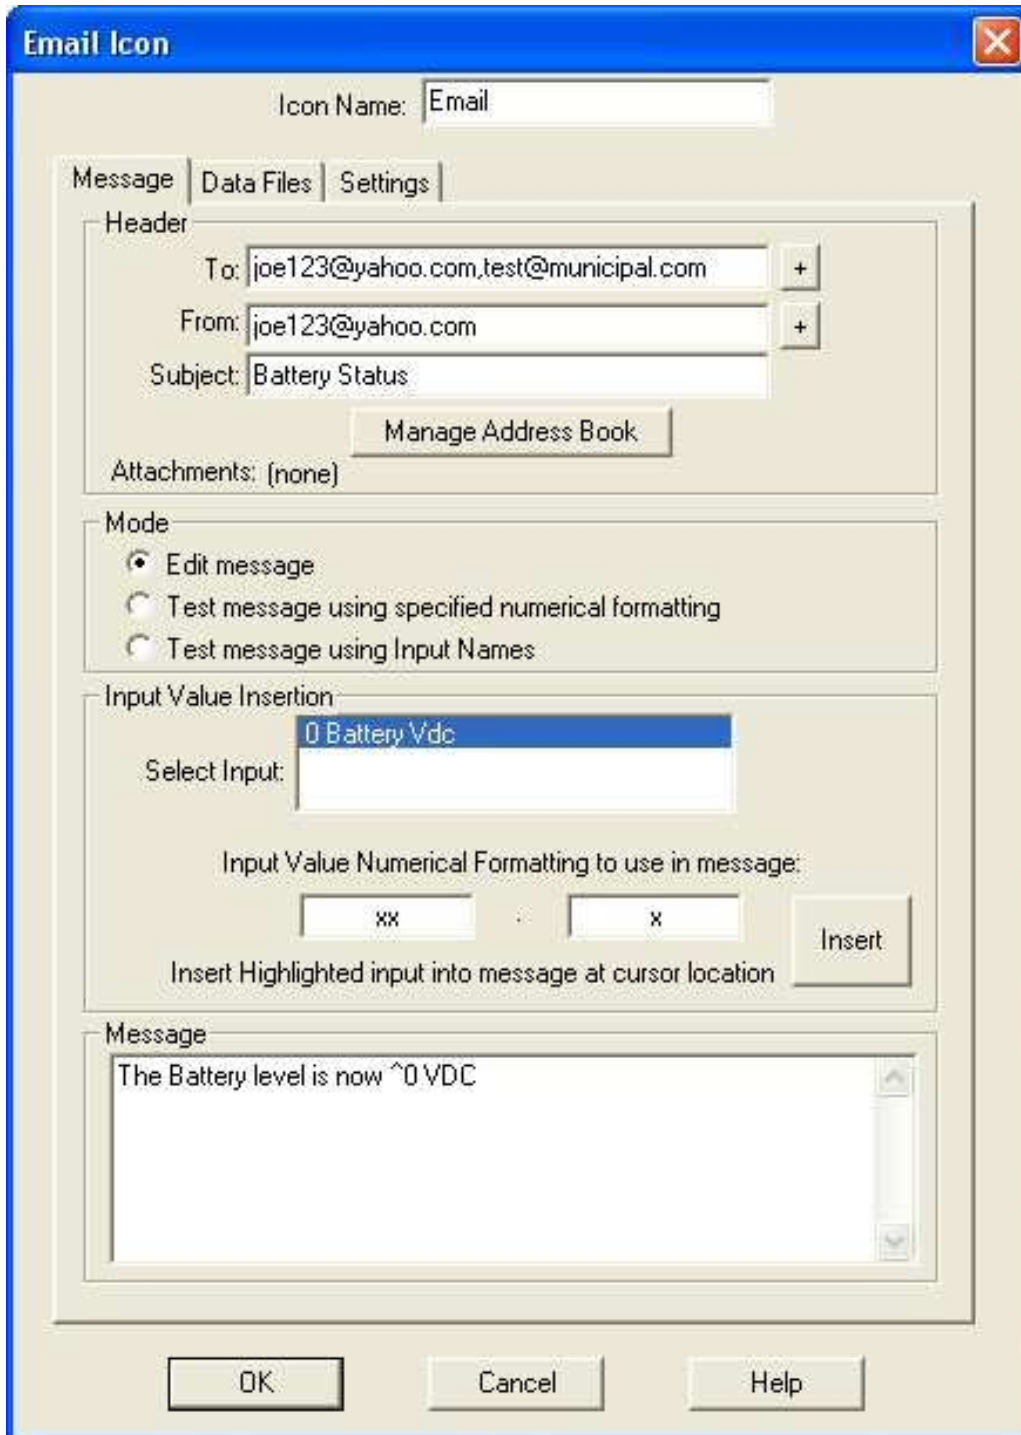 Email Icon
Icon Name: Email
Message Data Files Settings
Header
To: joe123@yahoo.com,test@municipal.com +
From: joe123@yahoo.com +
Subject: Battery Status
Manage Address Book
Attachments: (none)
Mode
Edit message
Test message using specified numerical formatting
Test message using Input Names
Input Value Insertion
0 Battery Vdc
Select Input:
Input Value Numerical Formatting to use in message:
xx . x
Insert
Insert Highlighted input into message at cursor location
Message
The Battery level is now ^0 VDC
OK Cancel Help